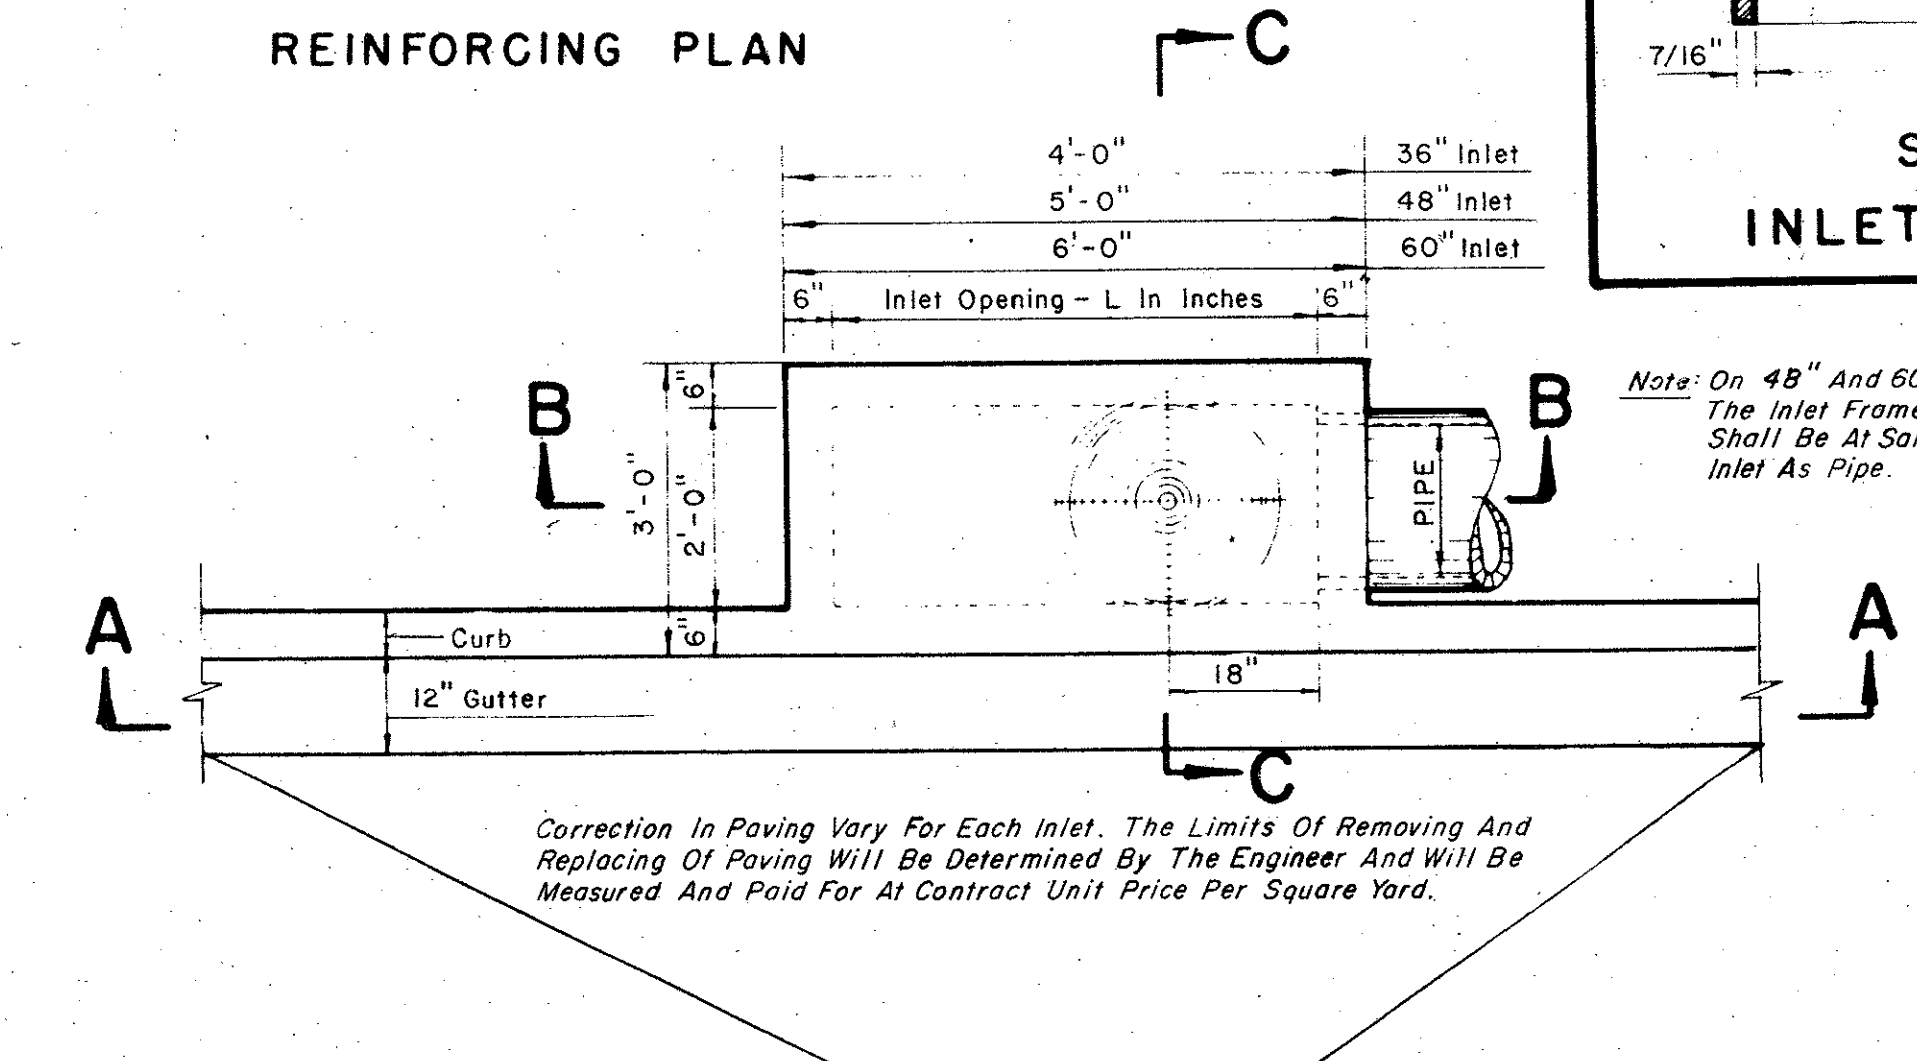 REINFORCING PLAN
C
7/16"
4'-0"
36" Inlet
5'-0"
48" Inlet
INLET
6'-0"
60" Inlet
6"
Inlet Opening - L In Inches
6"
B
6"
3'-0"
2'-0"
6"
PIPE
B
Note: On 48" And 60
The Inlet Frame
Shall Be At
Inlet As Pipe.
A
Curb
A
12" Gutter
18"
C
Correction In Paving Vary For Each Inlet. The Limits Of Removing And
Replacing Of Paving Will Be Determined By The Engineer And Will Be
Measured And Paid For At Contract Unit Price Per Square Yard.